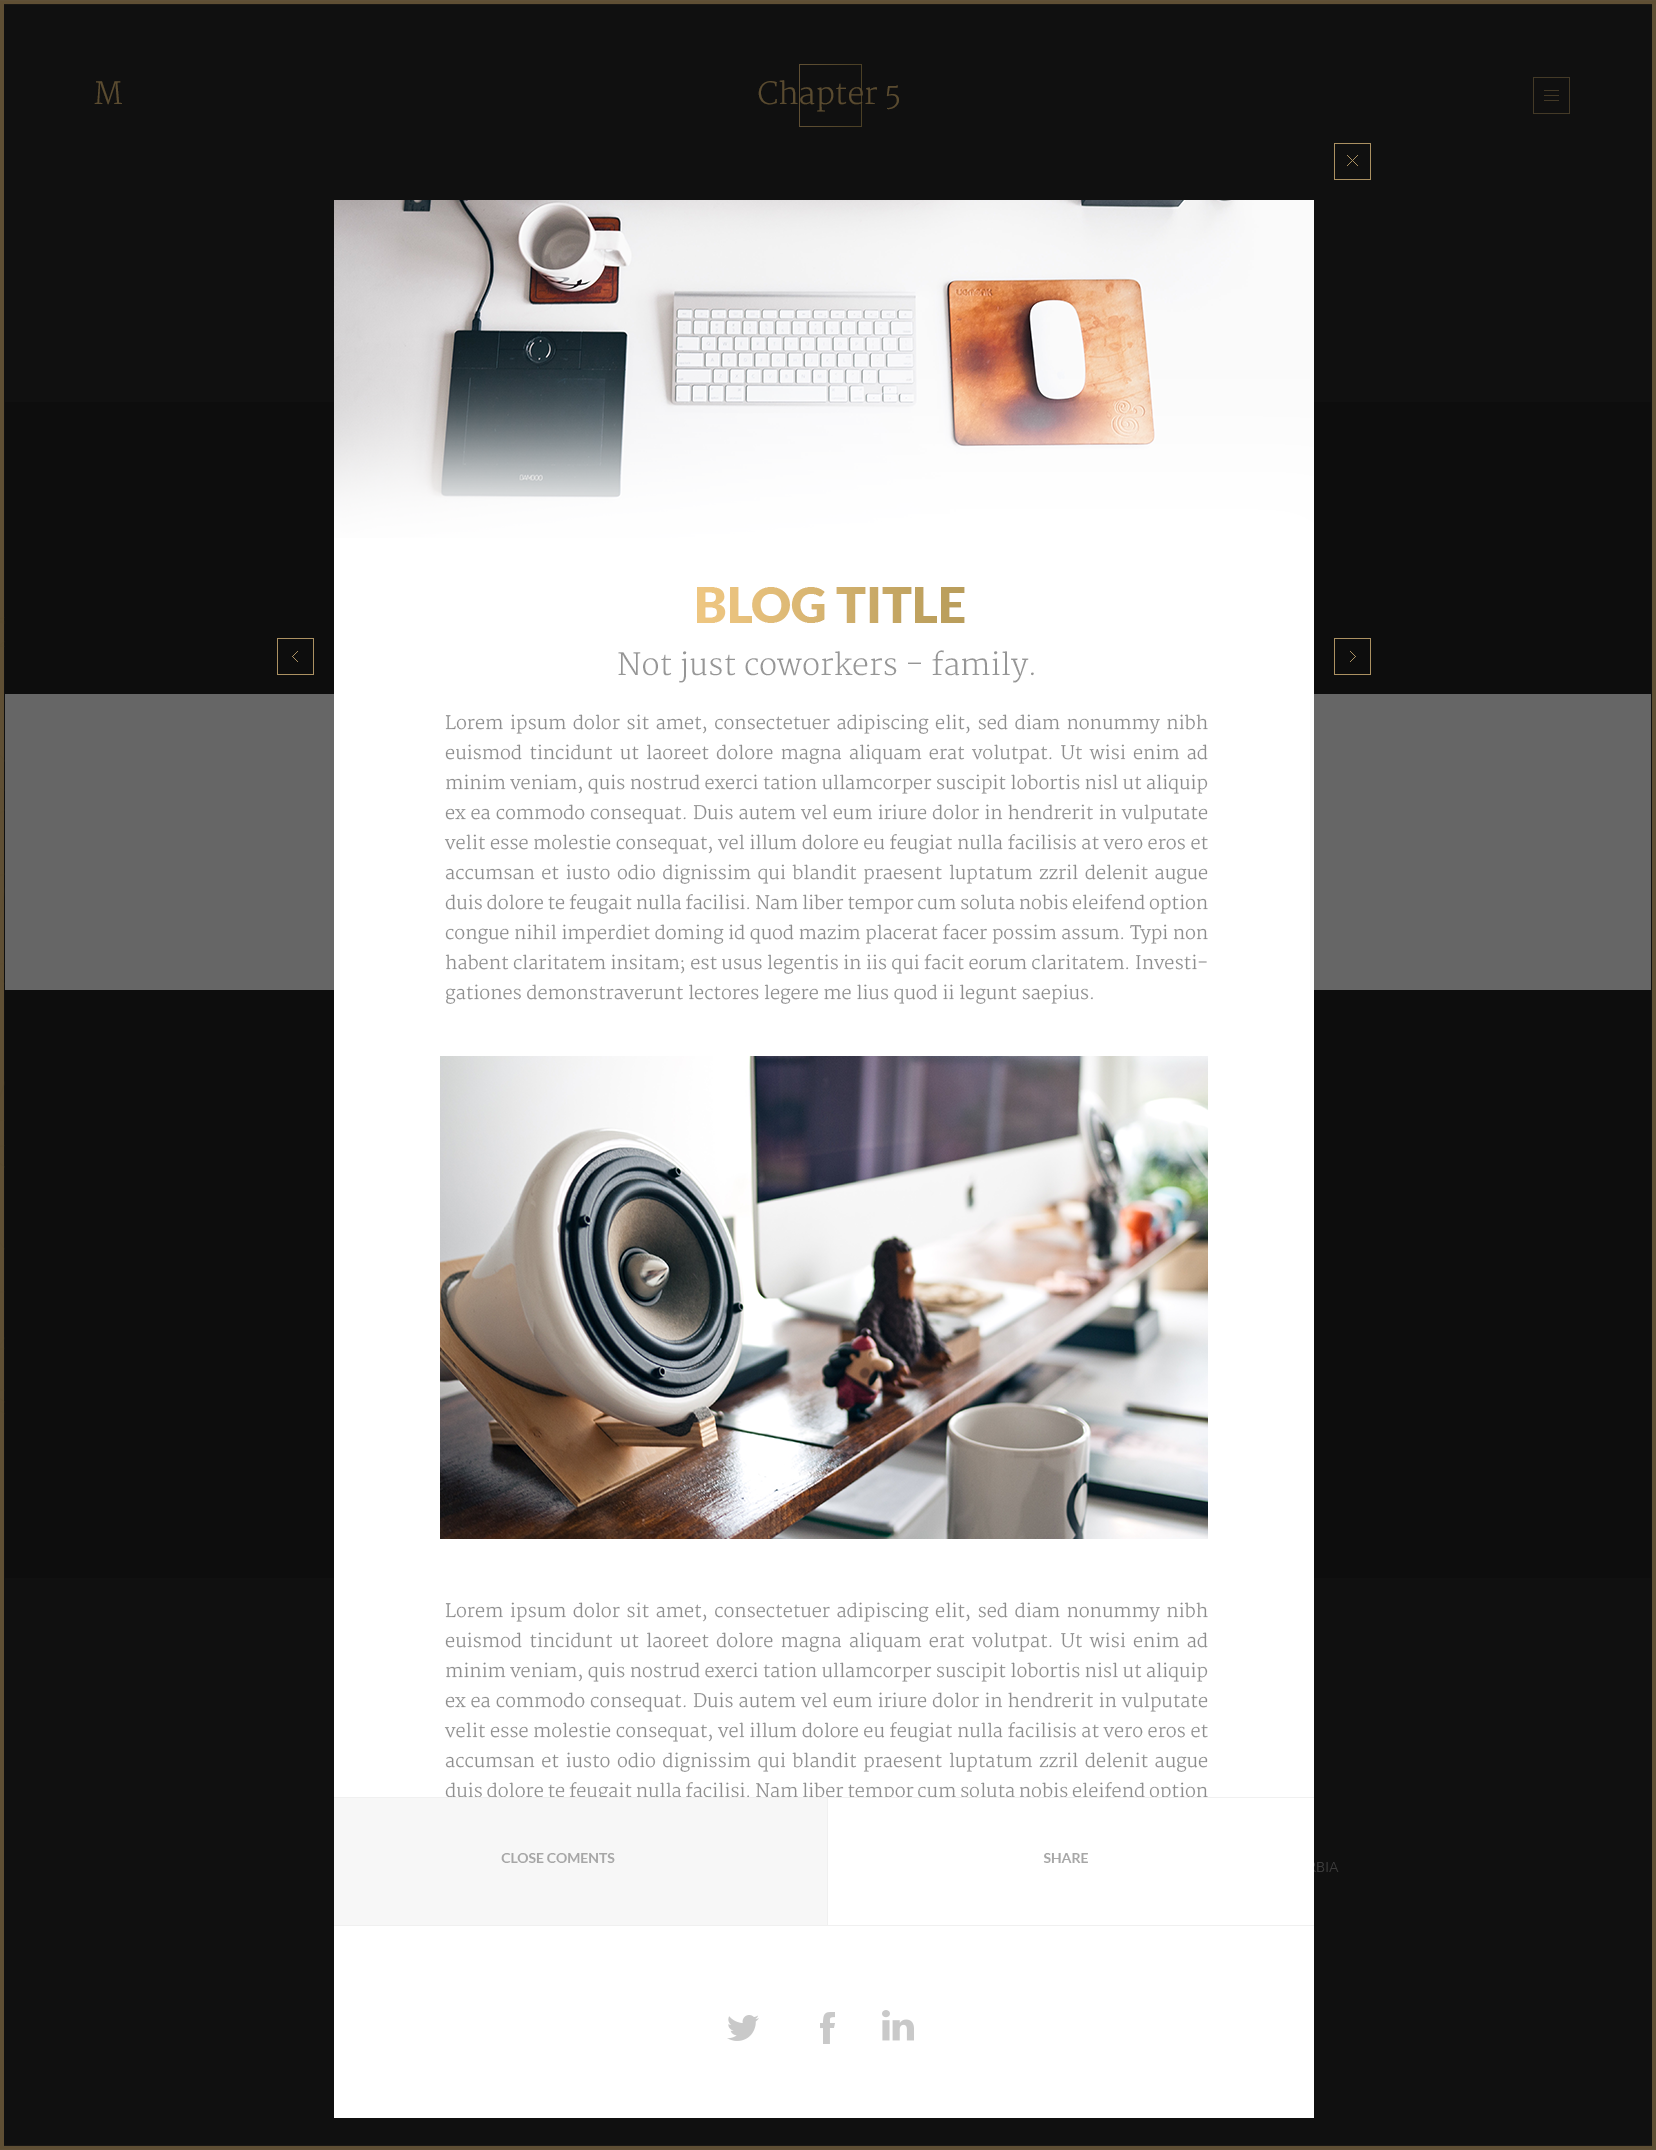 M
Chapter 5
BLOG TITLE
Not just coworkers - family.
Lorem ipsum dolor sit amet, consectetuer adipiscing elit, sed diam nonummy nibh
euismod tincidunt ut laoreet dolore magna aliquam erat volutpat. Ut wisi enim ad
minim veniam, quis nostrud exerci tation ullamcorper suscipit lobortis nisl ut aliquip
ex ea commodo consequat. Duis autem vel eum iriure dolor in hendrerit in vulputate
velit esse molestie consequat, vel illum dolore eu feugiat nulla facilisis at vero eros et
accumsan et iusto odio dignissim qui blandit praesent luptatum zzril delenit augue
duis dolore te feugait nulla facilisi. Nam liber tempor cum soluta nobis eleifend option
congue nihil imperdiet doming id quod mazim placerat facer possim assum. Typi non
habent claritatem insitam; est usus legentis in iis qui facit eorum claritatem. Investi-
gationes demonstraverunt lectores legere me lius quod ii legunt saepius.
Lorem ipsum dolor sit amet, consectetuer adipiscing elit, sed diam nonummy nibh
euismod tincidunt ut laoreet dolore magna aliquam erat volutpat. Ut wisi enim ad
minim veniam, quis nostrud exerci tation ullamcorper suscipit lobortis nisl ut aliquip
ex ea commodo consequat. Duis autem vel eum iriure dolor in hendrerit in vulputate
velit esse molestie consequat, vel illum dolore eu feugiat nulla facilisis at vero eros et
accumsan et iusto odio dignissim qui blandit praesent luptatum zzril delenit augue
duis dolore te feugait nulla facilisi. Nam liber tempor cum soluta nobis eleifend option
CLOSE COMENTS
SHARE